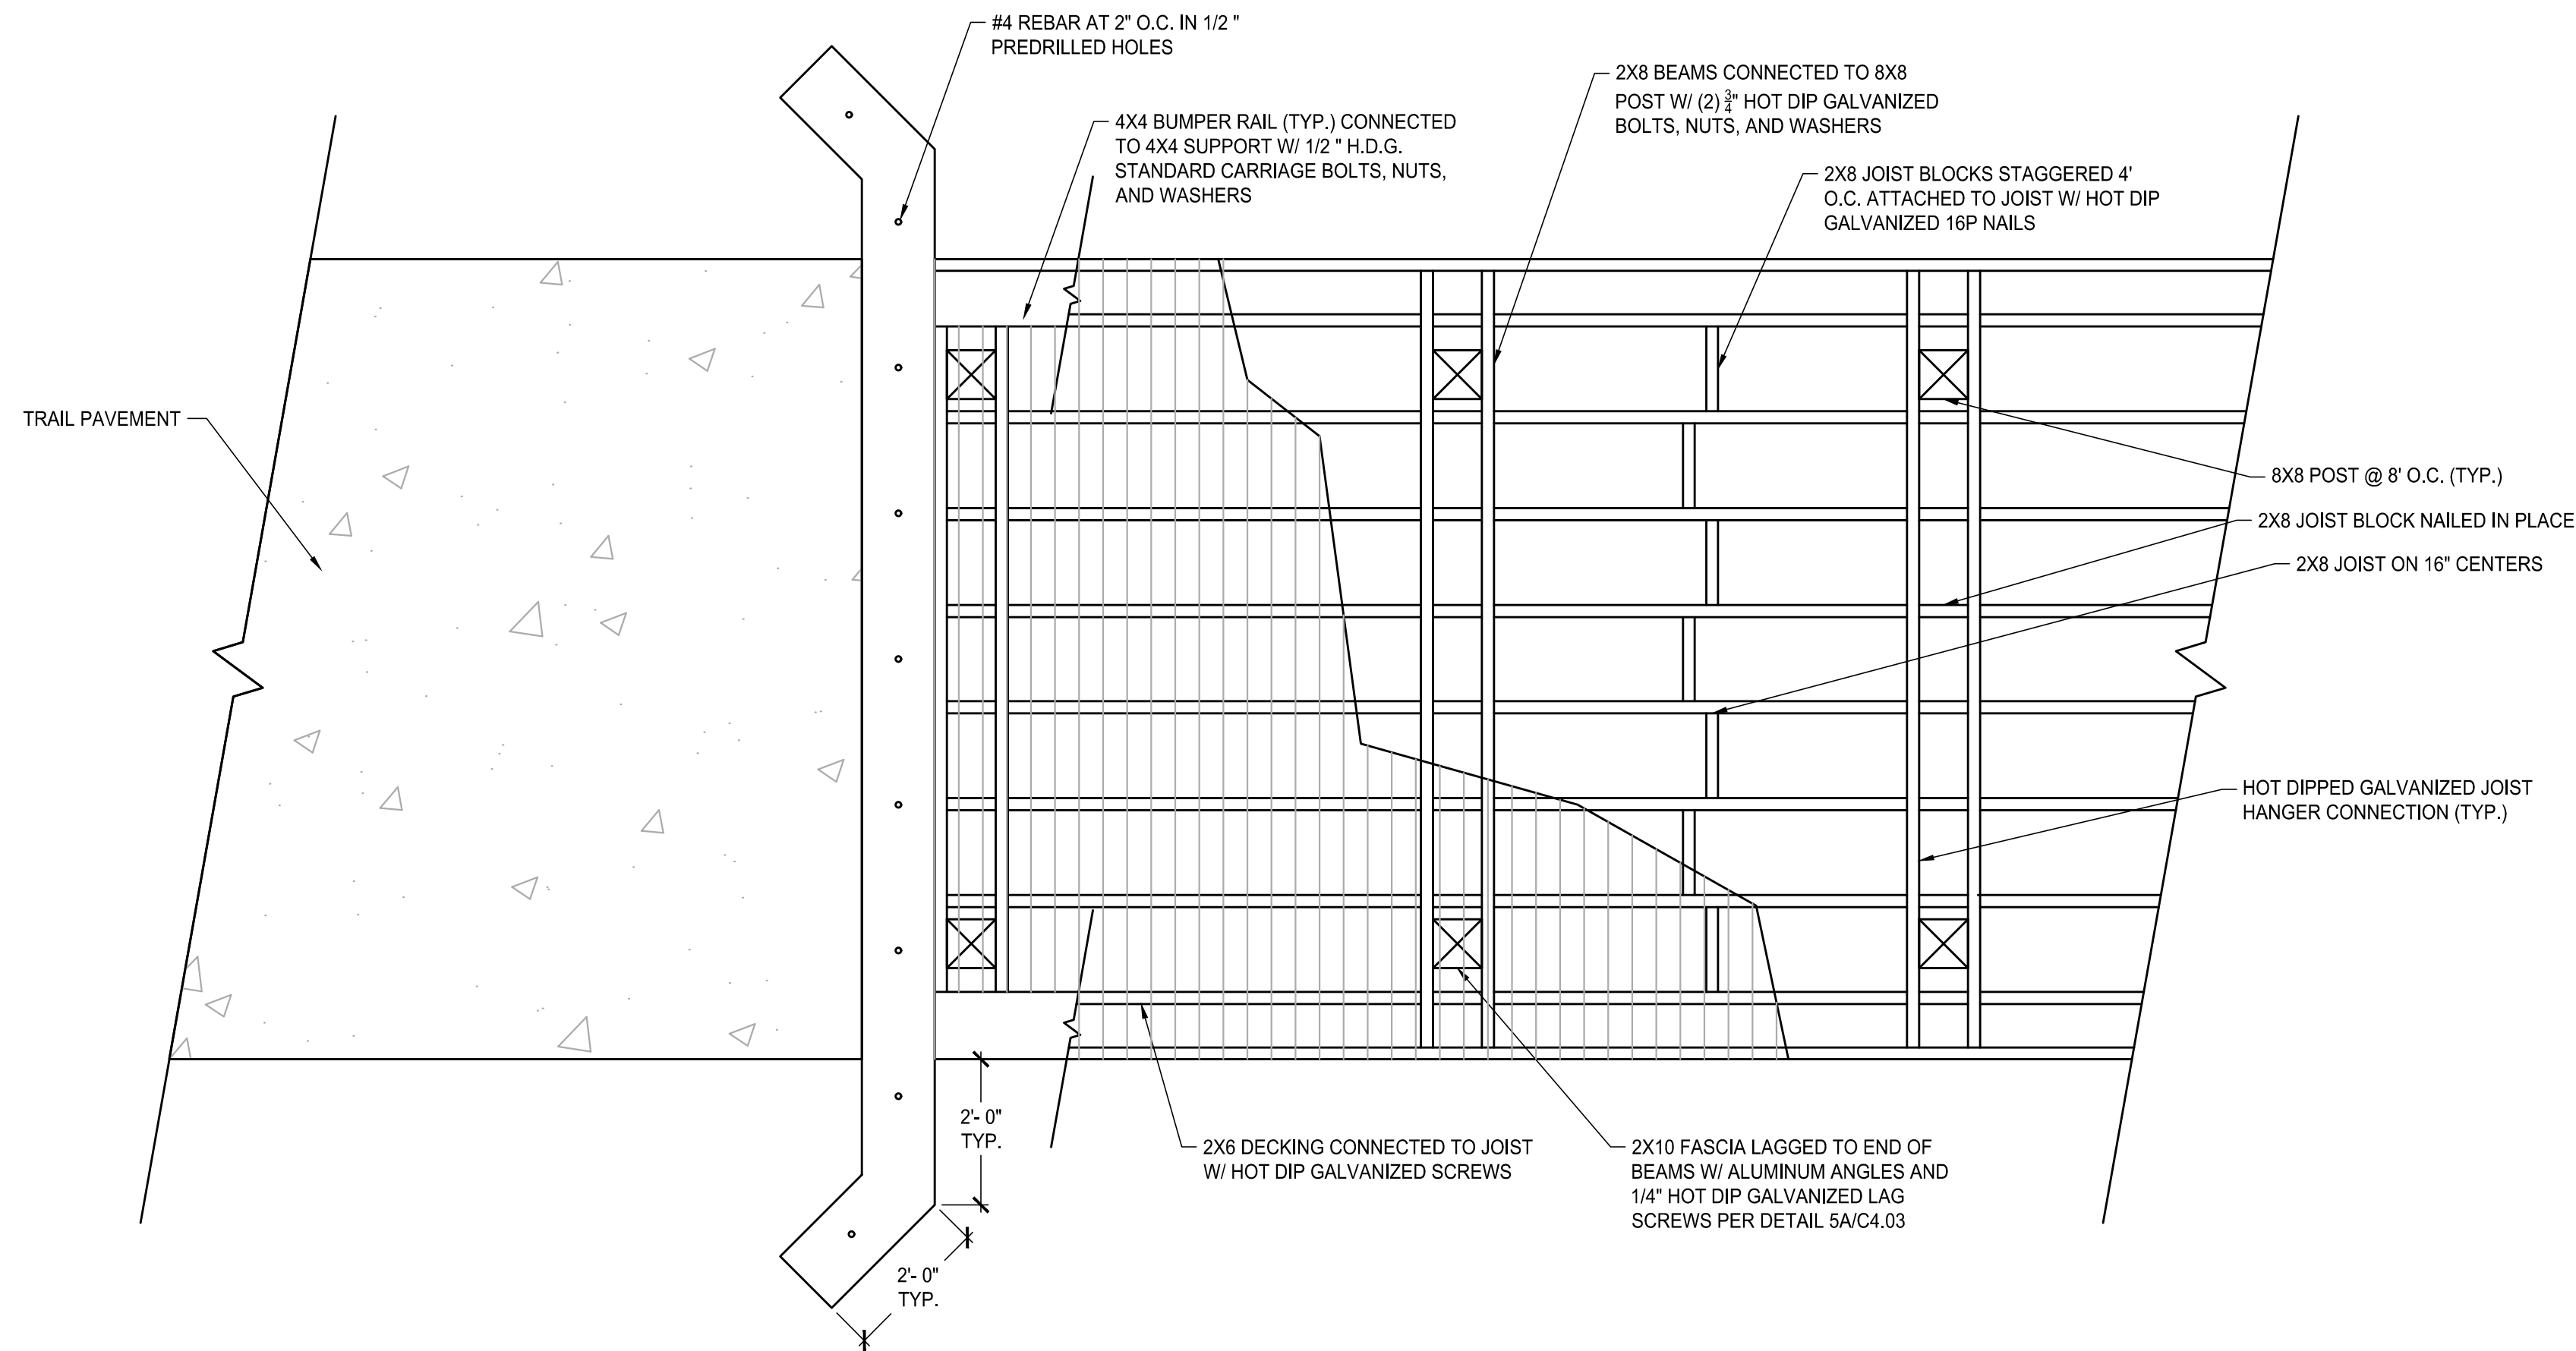 #4 REBAR AT 2" O.C. IN 1/2 "
PREDRILLED HOLES
2X8 BEAMS CONNECTED TO 8X8
POST W/ (2) 3/4" HOT DIP GALVANIZED
BOLTS, NUTS, AND WASHERS
4X4 BUMPER RAIL (TYP.) CONNECTED
TO 4X4 SUPPORT W/ 1/2 " H.D.G.
STANDARD CARRIAGE BOLTS, NUTS,
AND WASHERS
2X8 JOIST BLOCKS STAGGERED 4'
O.C. ATTACHED TO JOIST W/ HOT DIP
GALVANIZED 16P NAILS
TRAIL PAVEMENT
8X8 POST @ 8' O.C. (TYP.)
2X8 JOIST BLOCK NAILED IN PLACE
2X8 JOIST ON 16" CENTERS
HOT DIPPED GALVANIZED JOIST
HANGER CONNECTION (TYP.)
2'- 0"
TYP.
2X6 DECKING CONNECTED TO JOIST
W/ HOT DIP GALVANIZED SCREWS
2X10 FASCIA LAGGED TO END OF
BEAMS W/ ALUMINUM ANGLES AND
1/4" HOT DIP GALVANIZED LAG
SCREWS PER DETAIL 5A/C4.03
2'- 0"
TYP.